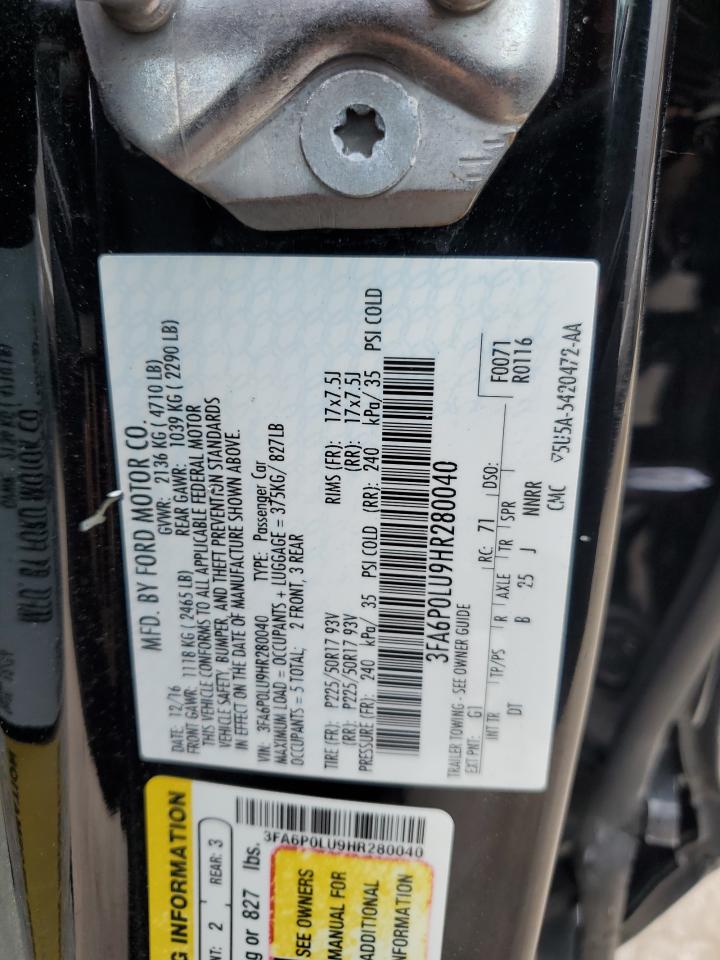 MFD. BY FORD MOTOR CO.
DATE: 12/16 GVWR: 2136 KG ( 4710 LB)
FRONT GAWR: 1118 KG ( 2465 LB) REAR GAWR: 1039 KG ( 2290 LB)
THIS VEHICLE CONFORMS TO ALL APPLICABLE FEDERAL MOTOR
VEHICLE SAFETY, BUMPER, AND THEFT PREVENTION STANDARDS
IN EFFECT ON THE DATE OF MANUFACTURE SHOWN ABOVE.
VIN: 3FA6P0LU9HR280040 TYPE: Passenger Car
MAXIMUM LOAD = OCCUPANTS + LUGGAGE = 375KG/ 827LB
OCCUPANTS = 5 TOTAL; 2 FRONT, 3 REAR
TIRE (FR): P225/50R17 93V RIMS (FR): 17x7.5J
(RR): P225/50R17 93V (RR): 17x7.5J
PRESSURE (FR): 240 kPa/ 35 PSI COLD (RR): 240 kPa/ 35 PSI COLD
3FA6P0LU9HR280040
TRAILER TOWING - SEE OWNER GUIDE
EXT PNT: G1 RC: 71 DSO: F0071
R0116
INT TR TP/PS R AXLE TR SPR
DT B 25 J NNRR
CMC V5U5A-5420472-AA
G INFORMATION
NT: 2 REAR: 3
g or 827 lbs.
3FA6P0LU9HR280040
SEE OWNERS
MANUAL FOR
ADDITIONAL
INFORMATION